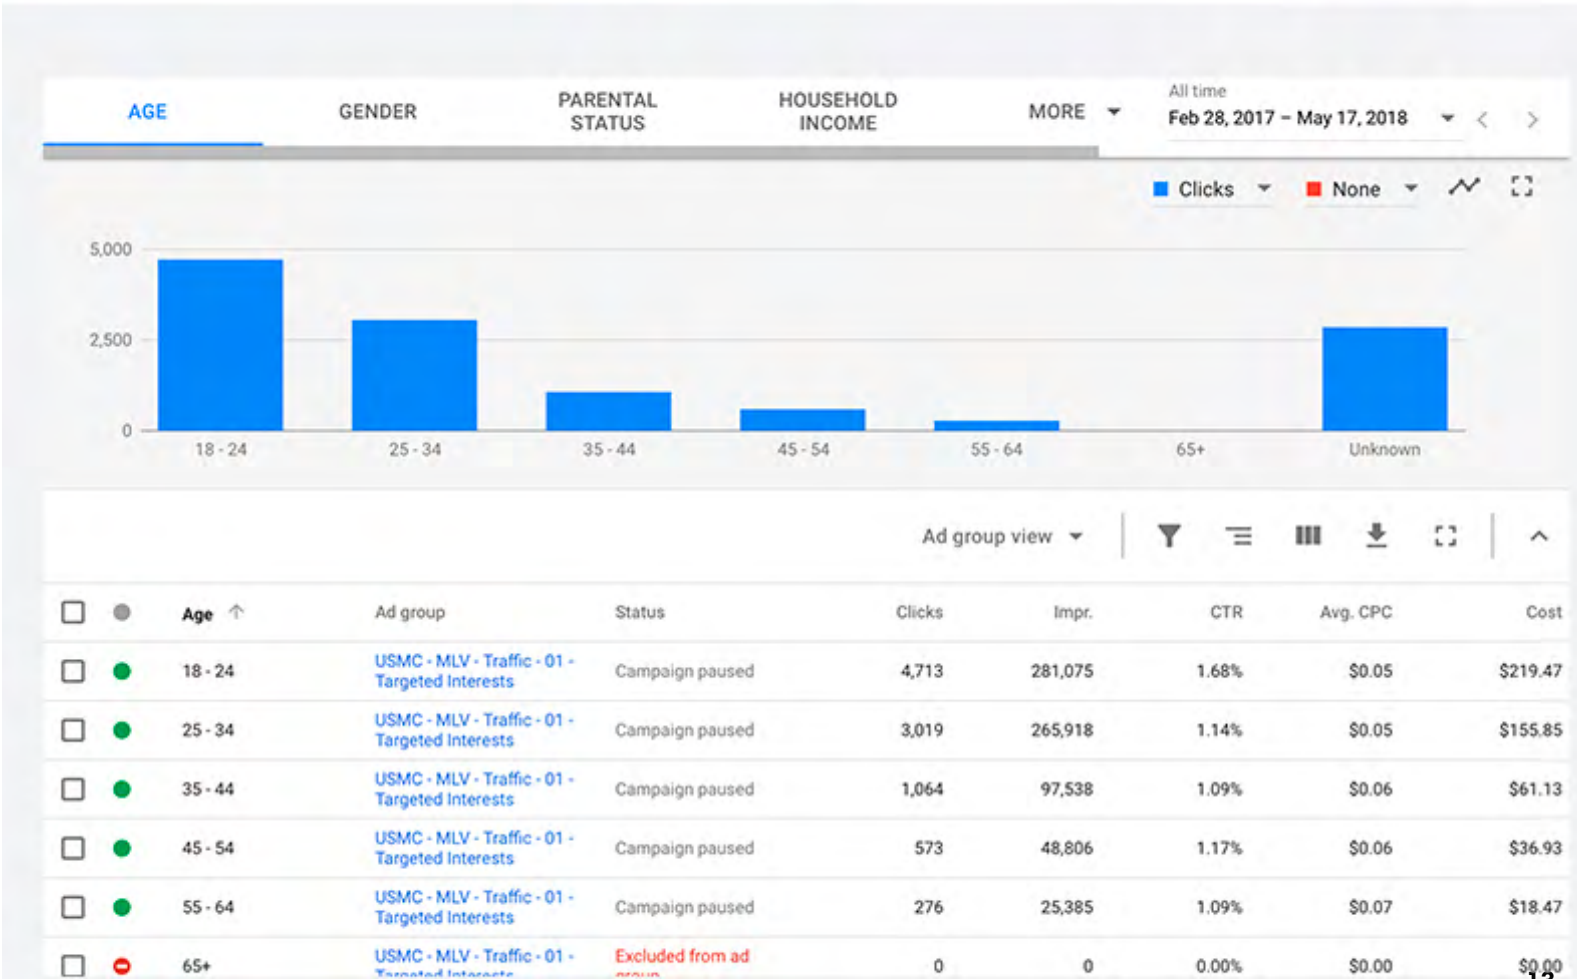 AGE
GENDER
PARENTAL
STATUS
HOUSEHOLD
INCOME
MORE
All time
Feb 28, 2017 – May 17, 2018
Clicks
None
5,000
2,500
0
18 - 24
25 - 34
35 - 44
45 - 54
55 - 64
65+
Unknown
Ad group view
Age Ad group Status Clicks Impr. CTR Avg. CPC Cost
18 - 24 USMC - MLV - Traffic - 01 -
Targeted Interests Campaign paused 4,713 281,075 1.68% $0.05 $219.47
25 - 34 USMC - MLV - Traffic - 01 -
Targeted Interests Campaign paused 3,019 265,918 1.14% $0.05 $155.85
35 - 44 USMC - MLV - Traffic - 01 -
Targeted Interests Campaign paused 1,064 97,538 1.09% $0.06 $61.13
45 - 54 USMC - MLV - Traffic - 01 -
Targeted Interests Campaign paused 573 48,806 1.17% $0.06 $36.93
55 - 64 USMC - MLV - Traffic - 01 -
Targeted Interests Campaign paused 276 25,385 1.09% $0.07 $18.47
65+ USMC - MLV - Traffic - 01 -
Targeted Interests Excluded from ad
group 0 0 0.00% $0.00 $0.00
13